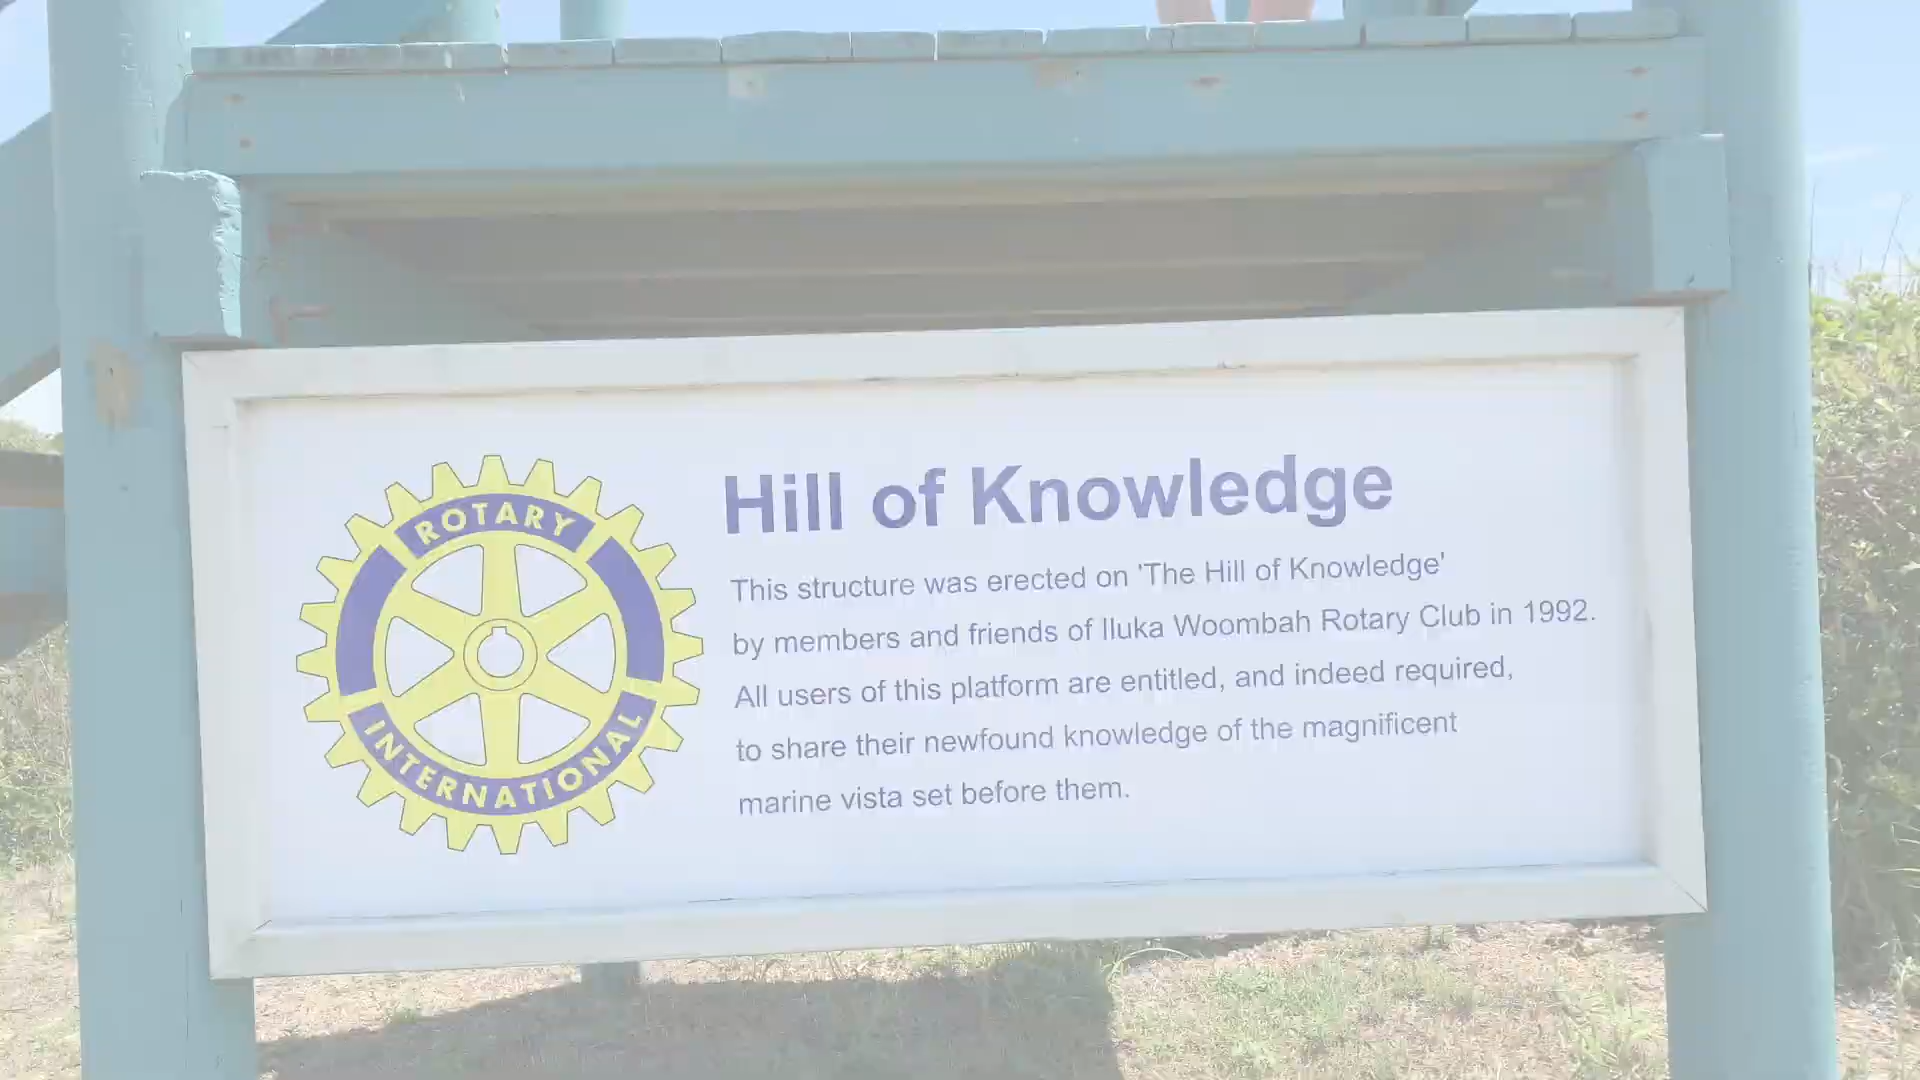 ROTARY
INTERNATIONAL
Hill of Knowledge
This structure was erected on 'The Hill of Knowledge'
by members and friends of Iluka Woombah Rotary Club in 1992.
All users of this platform are entitled, and indeed required,
to share their newfound knowledge of the magnificent
marine vista set before them.